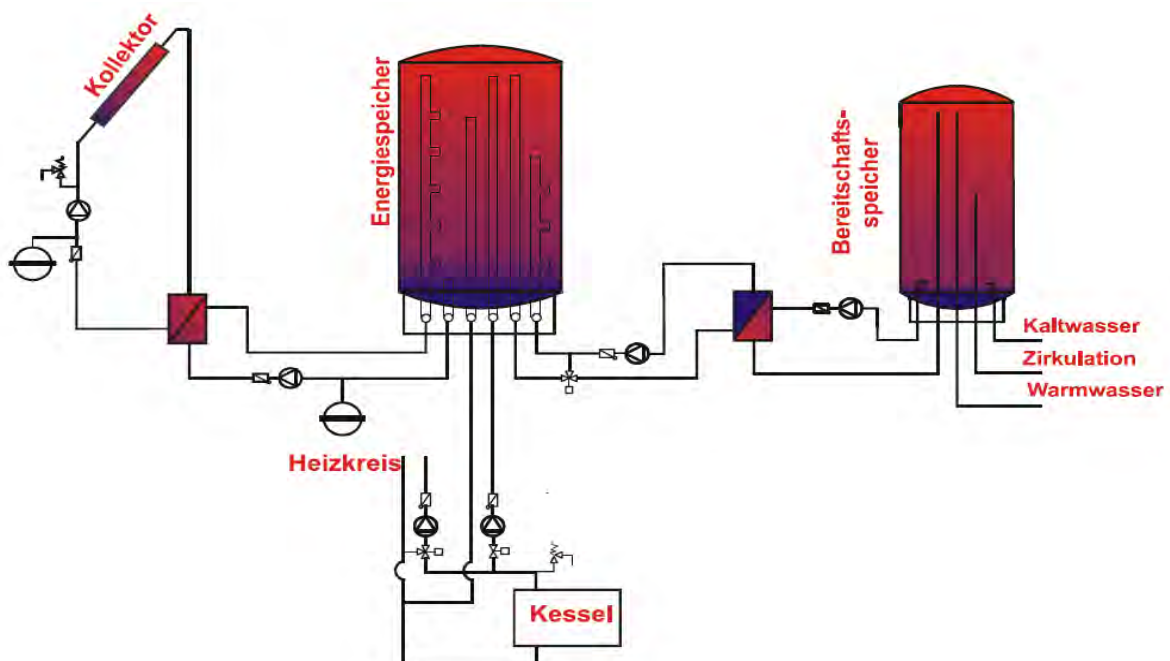 Kollektor
Energiespeicher
Bereitschafts-
speicher
Kaltwasser
Zirkulation
Warmwasser
Heizkreis
Kessel